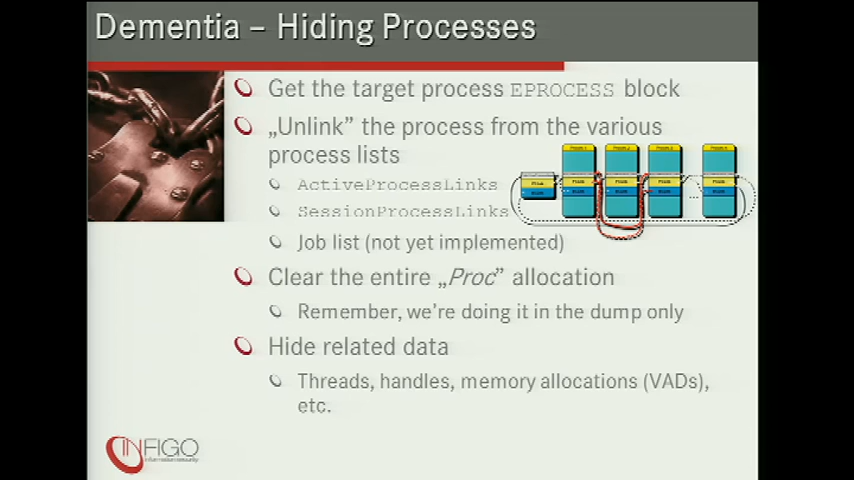 Dementia – Hiding Processes
Get the target process EPROCESS block
„Unlink” the process from the various
process lists
ActiveProcessLinks
SessionProcessLinks
Job list (not yet implemented)
Clear the entire „Proc” allocation
Remember, we’re doing it in the dump only
Hide related data
Threads, handles, memory allocations (VADs),
etc.
INFIGO
information security